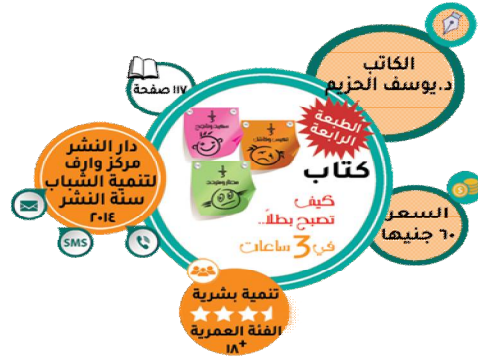 الكاتب
د.يوسف الحزيم
١١٧ صفحة
الطبعة
الرابعة
دار النشر
مركز وارف
لتنمية الشباب
سنة النشر
٢٠١٤
SMS
كتاب
كيف
تصبح بطلاً..
في 3 ساعات
السعر
٦٠ جنيها
تنمية بشرية
الفئة العمرية
+١٨